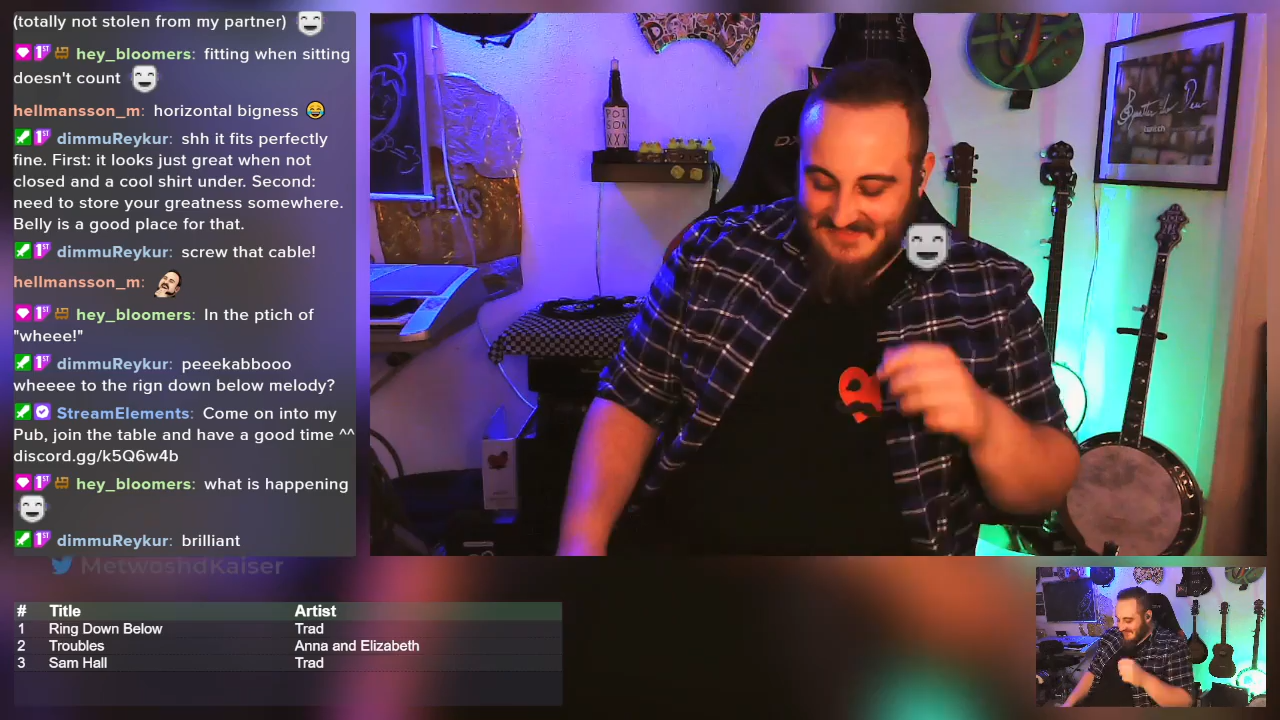 (totally not stolen from my partner)
hey_bloomers: fitting when sitting
doesn't count
hellmansson_m: horizontal bigness
dimmuReykur: shh it fits perfectly
fine. First: it looks just great when not
closed and a cool shirt under. Second:
need to store your greatness somewhere.
Belly is a good place for that.
dimmuReykur: screw that cable!
hellmansson_m:
hey_bloomers: In the ptich of
"wheee!"
dimmuReykur: peeekabbooo
wheeee to the rign down below melody?
StreamElements: Come on into my
Pub, join the table and have a good time ^^
discord.gg/k5Q6w4b
hey_bloomers: what is happening
dimmuReykur: brilliant
MetwoshdKaiser
# Title Artist
1 Ring Down Below Trad
2 Troubles Anna and Elizabeth
3 Sam Hall Trad
POI
SON
XXX
CHEERS